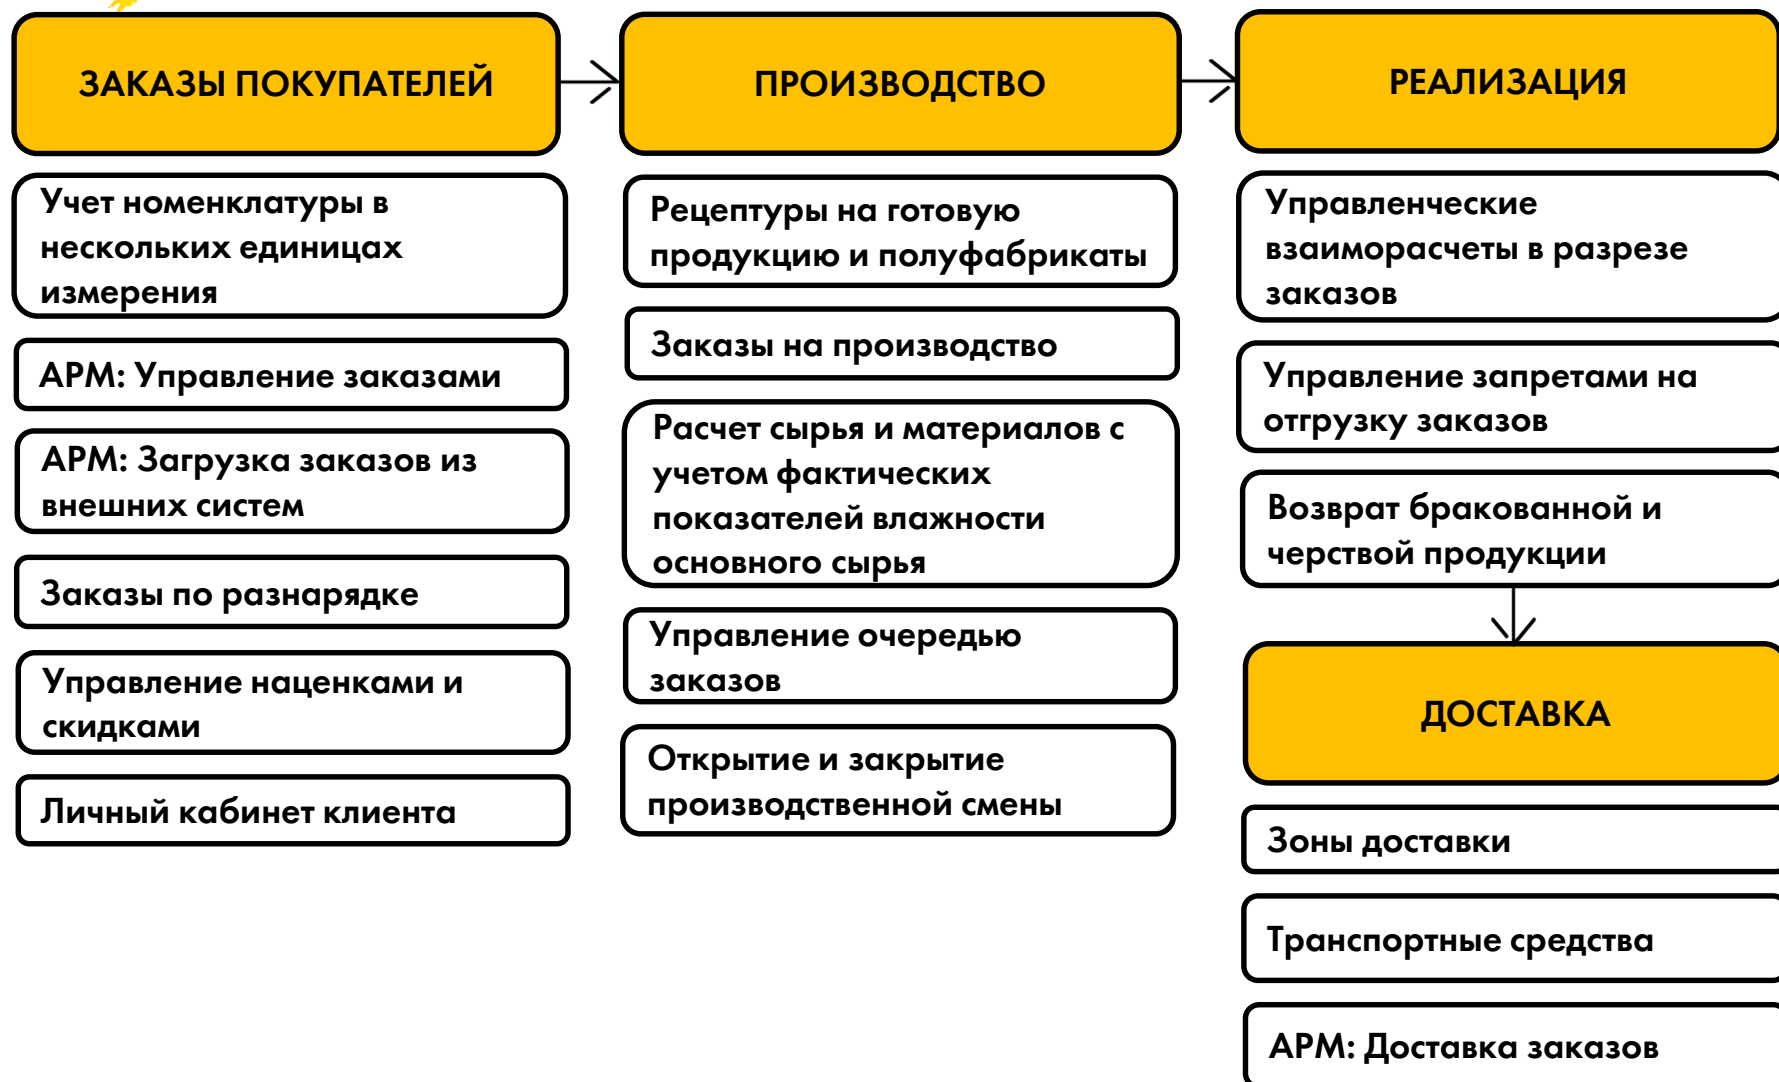 ЗАКАЗЫ ПОКУПАТЕЛЕЙ
Учет номенклатуры в
нескольких единицах
измерения
АРМ: Управление заказами
АРМ: Загрузка заказов из
внешних систем
Заказы по разнарядке
Управление наценками и
скидками
Личный кабинет клиента
ПРОИЗВОДСТВО
Рецептуры на готовую
продукцию и полуфабрикаты
Заказы на производство
Расчет сырья и материалов с
учетом фактических
показателей влажности
основного сырья
Управление очередью
заказов
Открытие и закрытие
производственной смены
РЕАЛИЗАЦИЯ
Управленческие
взаиморасчеты в разрезе
заказов
Управление запретами на
отгрузку заказов
Возврат бракованной и
черствой продукции
ДОСТАВКА
Зоны доставки
Транспортные средства
АРМ: Доставка заказов